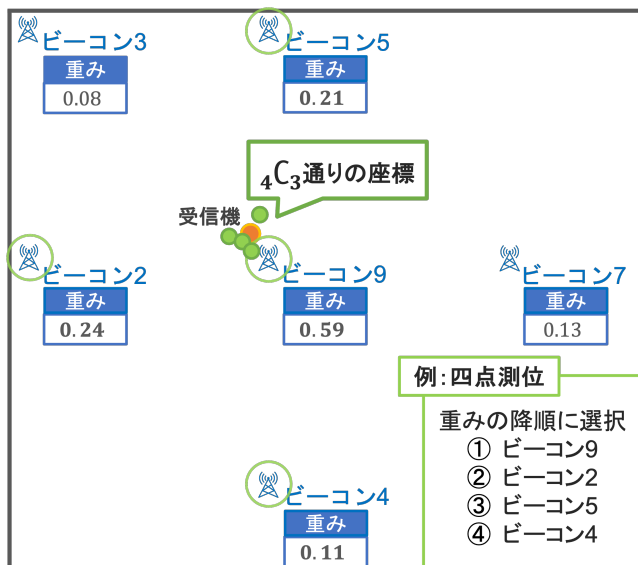 ビーコン3
重み
0.08
ビーコン5
重み
0.21
₄C₃通りの座標
受信機
ビーコン2
重み
0.24
ビーコン9
重み
0.59
ビーコン7
重み
0.13
ビーコン4
重み
0.11
例:四点測位
重みの降順に選択
① ビーコン9
② ビーコン2
③ ビーコン5
④ ビーコン4